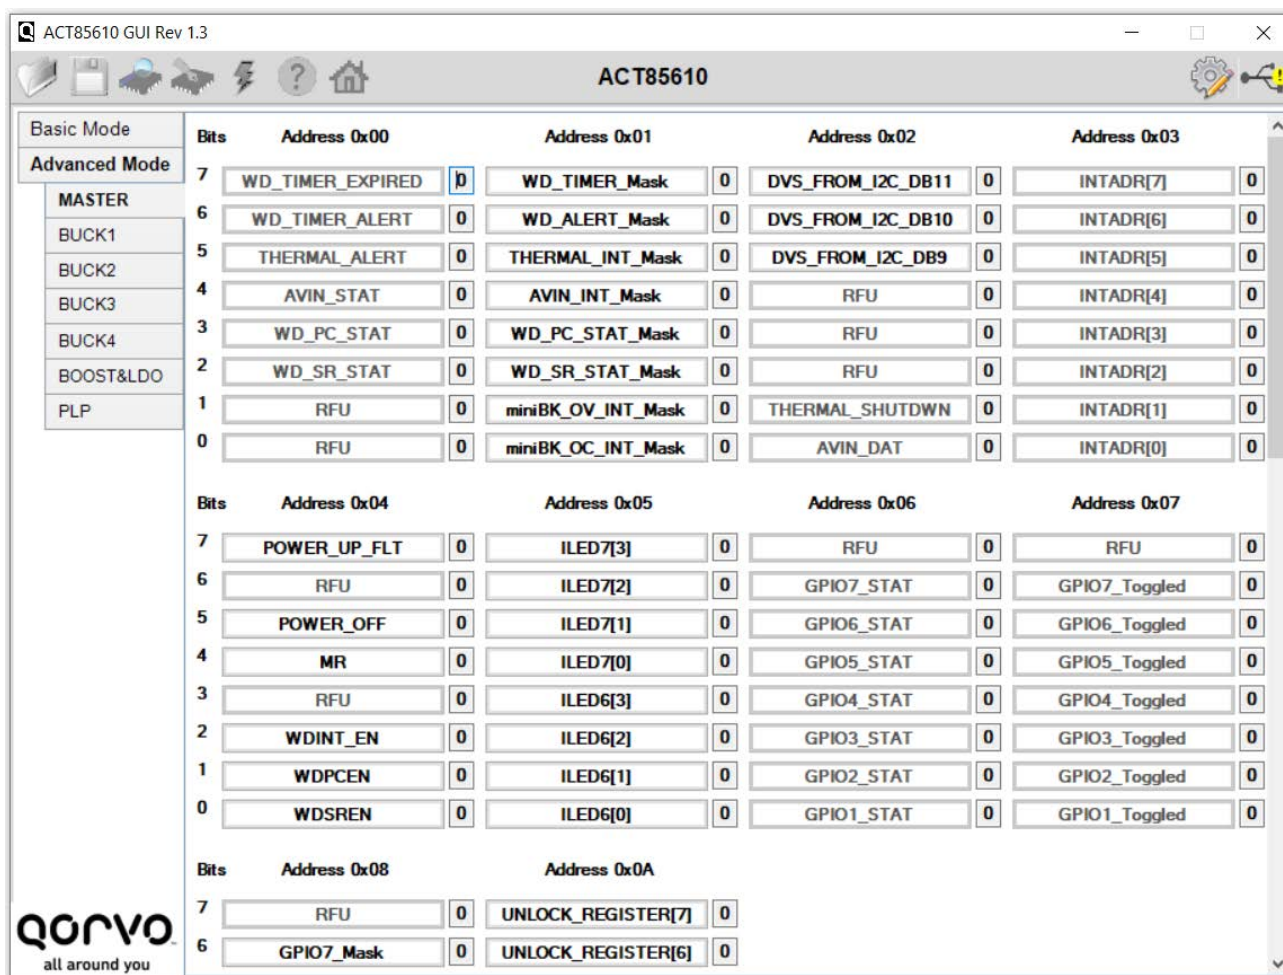 ACT85610 GUI Rev 1.3
ACT85610
Basic Mode
Advanced Mode
MASTER
BUCK1
BUCK2
BUCK3
BUCK4
BOOST&LDO
PLP
Bits Address 0x00 Address 0x01 Address 0x02 Address 0x03
7 WD_TIMER_EXPIRED 0 WD_TIMER_Mask 0 DVS_FROM_I2C_DB11 0 INTADR[7] 0
6 WD_TIMER_ALERT 0 WD_ALERT_Mask 0 DVS_FROM_I2C_DB10 0 INTADR[6] 0
5 THERMAL_ALERT 0 THERMAL_INT_Mask 0 DVS_FROM_I2C_DB9 0 INTADR[5] 0
4 AVIN_STAT 0 AVIN_INT_Mask 0 RFU 0 INTADR[4] 0
3 WD_PC_STAT 0 WD_PC_STAT_Mask 0 RFU 0 INTADR[3] 0
2 WD_SR_STAT 0 WD_SR_STAT_Mask 0 RFU 0 INTADR[2] 0
1 RFU 0 miniBK_OV_INT_Mask 0 THERMAL_SHUTDWN 0 INTADR[1] 0
0 RFU 0 miniBK_OC_INT_Mask 0 AVIN_DAT 0 INTADR[0] 0
Bits Address 0x04 Address 0x05 Address 0x06 Address 0x07
7 POWER_UP_FLT 0 ILED7[3] 0 RFU 0 RFU 0
6 RFU 0 ILED7[2] 0 GPIO7_STAT 0 GPIO7_Toggled 0
5 POWER_OFF 0 ILED7[1] 0 GPIO6_STAT 0 GPIO6_Toggled 0
4 MR 0 ILED7[0] 0 GPIO5_STAT 0 GPIO5_Toggled 0
3 RFU 0 ILED6[3] 0 GPIO4_STAT 0 GPIO4_Toggled 0
2 WDINT_EN 0 ILED6[2] 0 GPIO3_STAT 0 GPIO3_Toggled 0
1 WDPCEN 0 ILED6[1] 0 GPIO2_STAT 0 GPIO2_Toggled 0
0 WDSREN 0 ILED6[0] 0 GPIO1_STAT 0 GPIO1_Toggled 0
Bits Address 0x08 Address 0x0A
7 RFU 0 UNLOCK_REGISTER[7] 0
6 GPIO7_Mask 0 UNLOCK_REGISTER[6] 0
QORVO
all around you